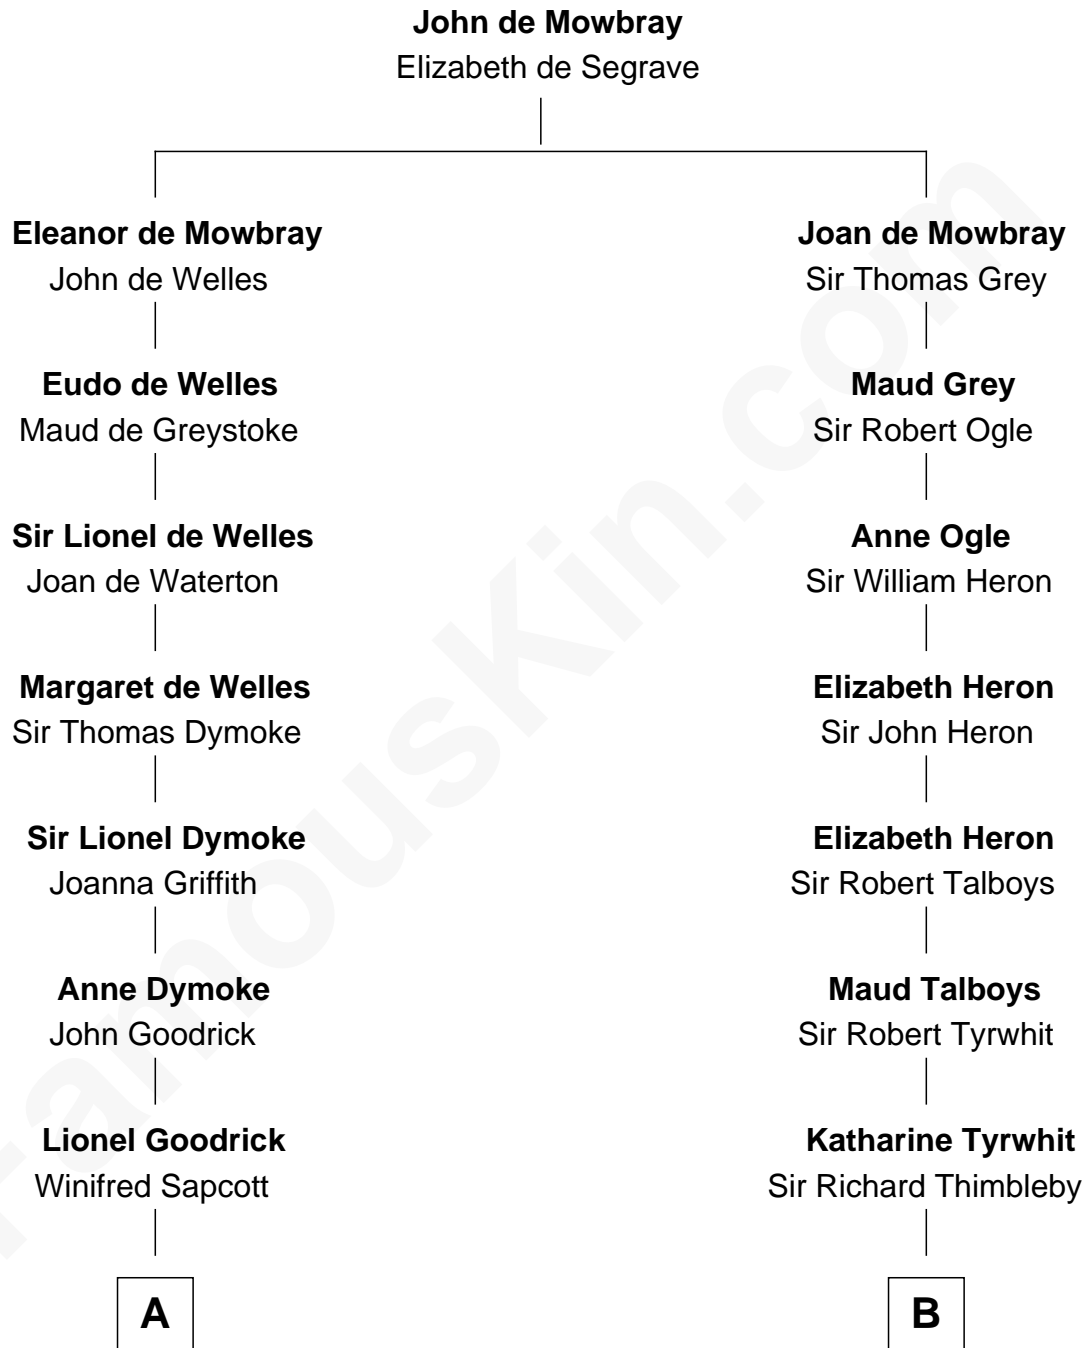 John de Mowbray
Elizabeth de Segrave
Eleanor de Mowbray
John de Welles
Eudo de Welles
Maud de Greystoke
Sir Lionel de Welles
Joan de Waterton
Margaret de Welles
Sir Thomas Dymoke
Sir Lionel Dymoke
Joanna Griffith
Anne Dymoke
John Goodrick
Lionel Goodrick
Winifred Sapcott
A
Joan de Mowbray
Sir Thomas Grey
Maud Grey
Sir Robert Ogle
Anne Ogle
Sir William Heron
Elizabeth Heron
Sir John Heron
Elizabeth Heron
Sir Robert Talboys
Maud Talboys
Sir Robert Tyrwhit
Katharine Tyrwhit
Sir Richard Thimbleby
B
FamousKin.com